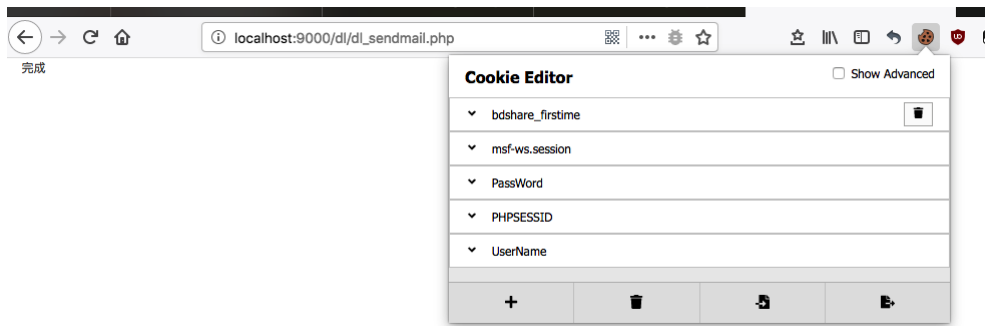 localhost:9000/dl/dl_sendmail.php
完成
Cookie Editor
Show Advanced
bdshare_firstime
msf-ws.session
PassWord
PHPSESSID
UserName